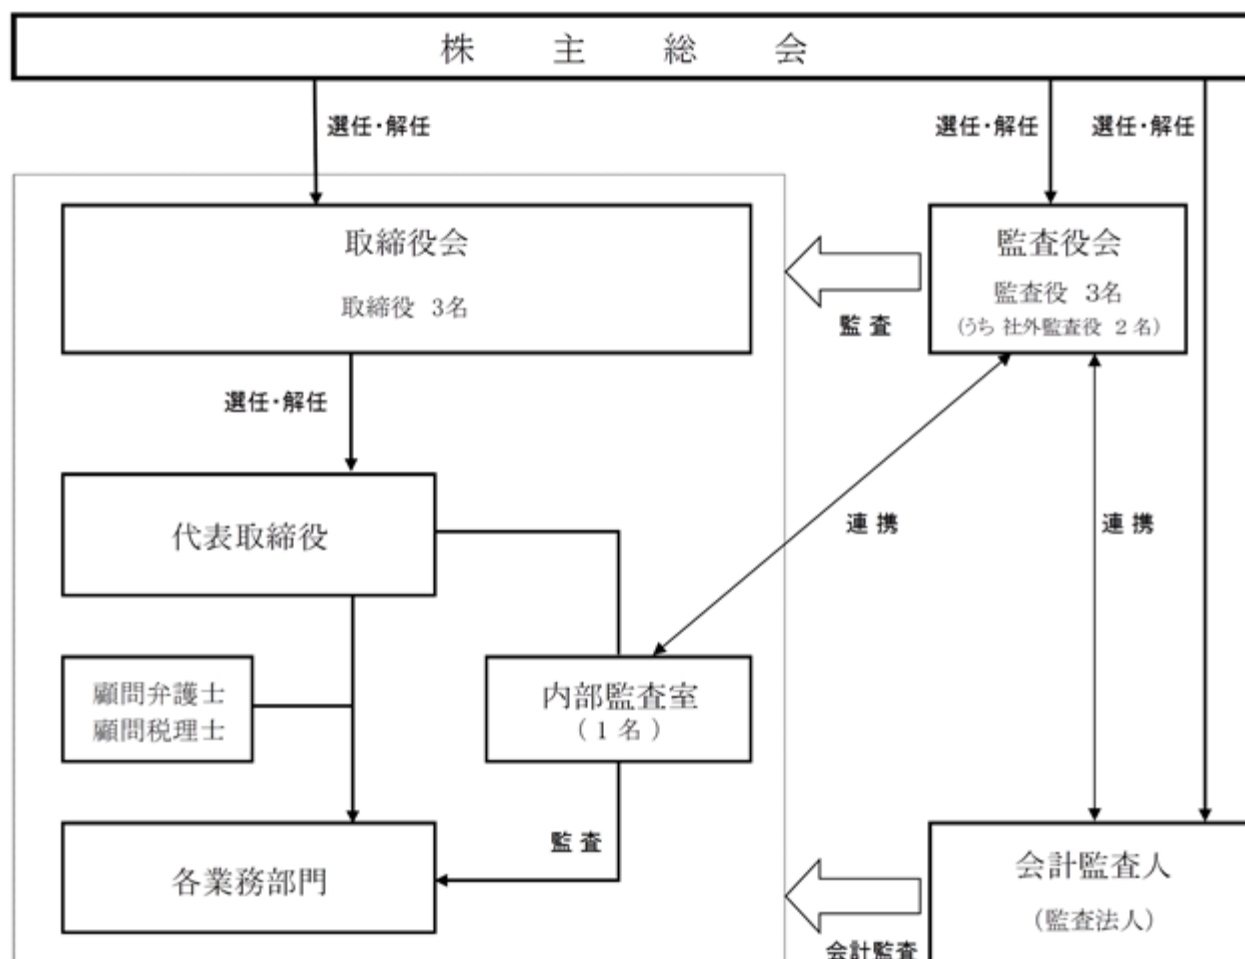 株主総会
選任・解任
選任・解任
選任・解任
取締役会
取締役 3名
監査役会
監査役 3名
(うち 社外監査役 2 名)
監 査
選任・解任
代表取締役
連 携
連 携
顧問弁護士
顧問税理士
内部監査室
( 1 名 )
監 査
各業務部門
会計監査人
(監査法人)
会計監査